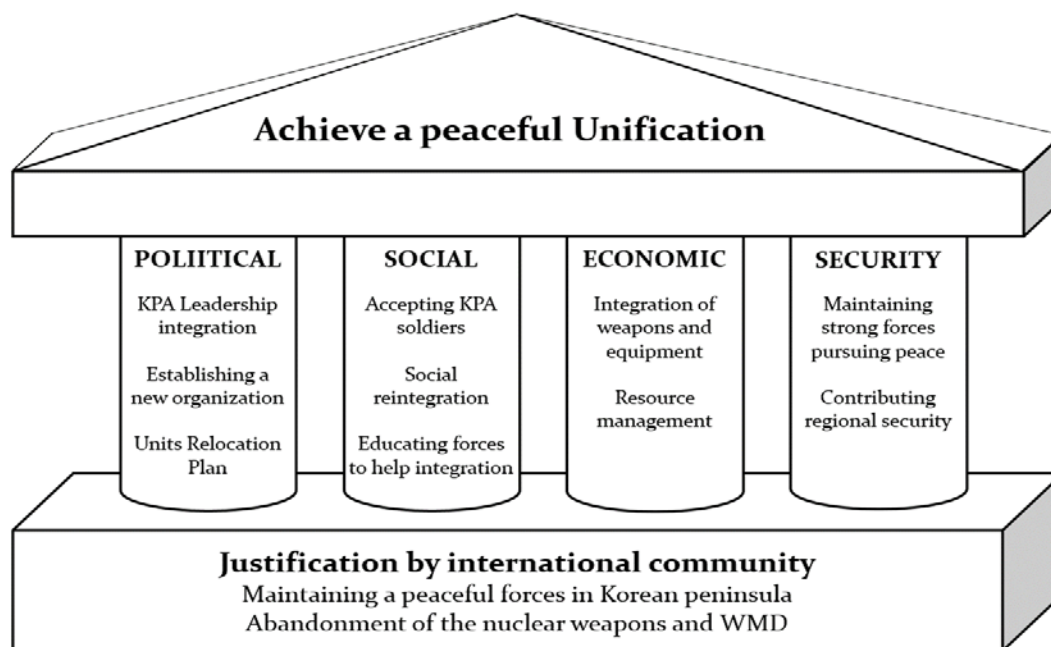 Achieve a peaceful Unification
POLIITICAL
KPA Leadership
integration
Establishing a
new organization
Units Relocation
Plan
SOCIAL
Accepting KPA
soldiers
Social
reintegration
Educating forces
to help integration
ECONOMIC
Integration of
weapons and
equipment
Resource
management
SECURITY
Maintaining
strong forces
pursuing peace
Contributing
regional security
Justification by international community
Maintaining a peaceful forces in Korean peninsula
Abandonment of the nuclear weapons and WMD